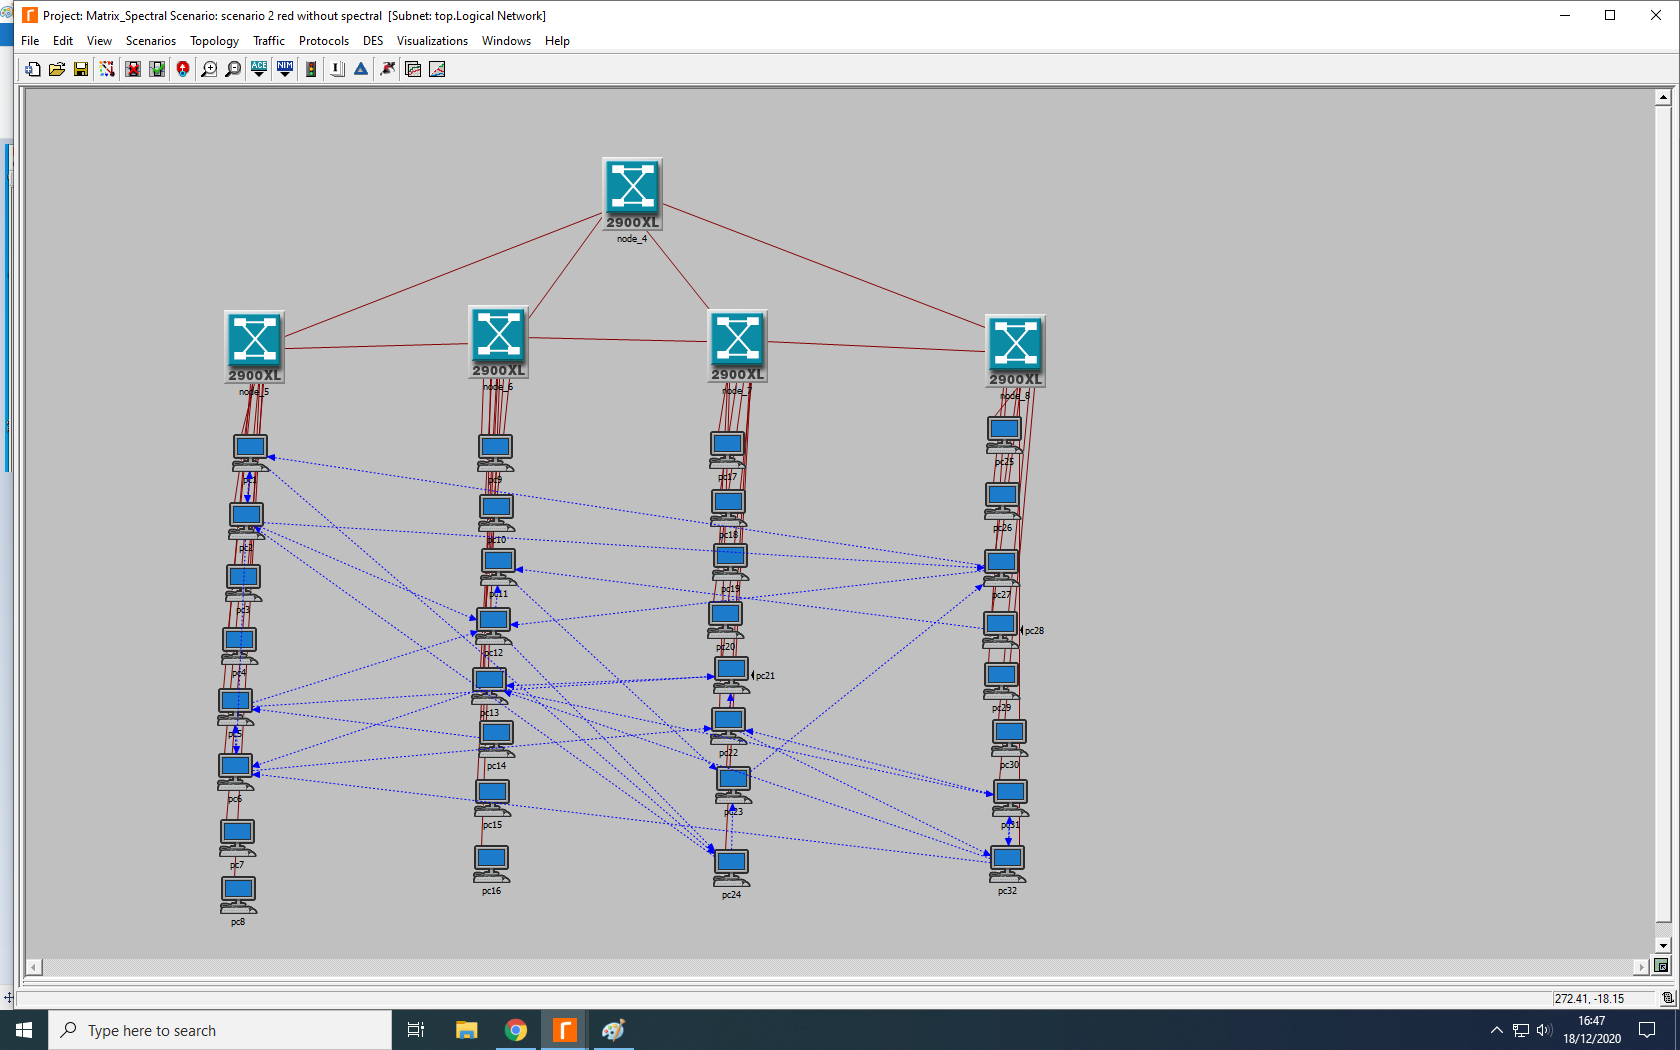 Project: Matrix_Spectral Scenario: scenario 2 red without spectral [Subnet: top.Logical Network]
File Edit View Scenarios Topology Traffic Protocols DES Visualizations Windows Help
ACE NIM
2900XL
node_4
2900XL
node_5
2900XL
node_6
2900XL
2900XL
node_8
pc1
pc2
pc3
pc4
pc5
pc6
pc7
pc8
pc9
pc10
pc11
pc12
pc13
pc14
pc15
pc16
pc17
pc18
pc19
pc20
pc21
pc22
pc23
pc24
pc25
pc26
pc27
pc28
pc29
pc30
pc31
pc32
272.41, -18.15
Type here to search
16:47
18/12/2020